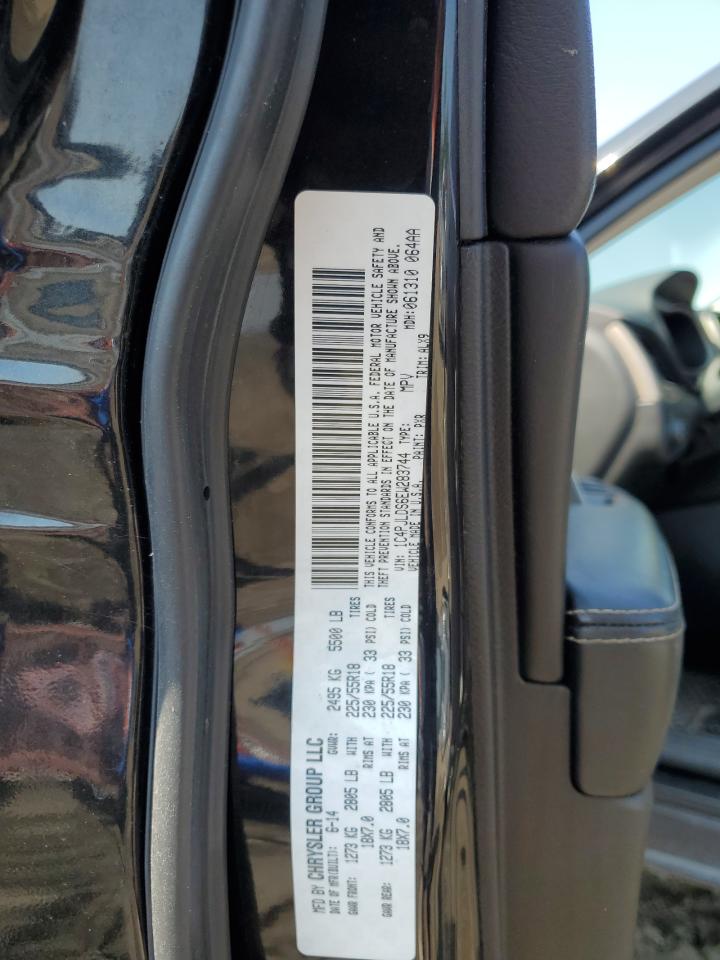 MFD BY CHRYSLER GROUP LLC
DATE OF MFR(BUILT): 6-14 GVWR: 2495 KG 5500 LB
GAWR FRONT: 1273 KG 2805 LB WITH 225/55R18 TIRES
18X7.0 RIMS AT 230 KPA ( 33 PSI) COLD
GAWR REAR: 1273 KG 2805 LB WITH 225/55R18 TIRES
18X7.0 RIMS AT 230 KPA ( 33 PSI) COLD
THIS VEHICLE CONFORMS TO ALL APPLICABLE U.S.A. FEDERAL MOTOR VEHICLE SAFETY AND
THEFT PREVENTION STANDARDS IN EFFECT ON THE DATE OF MANUFACTURE SHOWN ABOVE.
VIN: 1C4PJLDS6EW283744 TYPE: MPV MDH:061310 064AA
VEHICLE MADE IN U.S.A. PAINT: PXR TRIM: ALX9